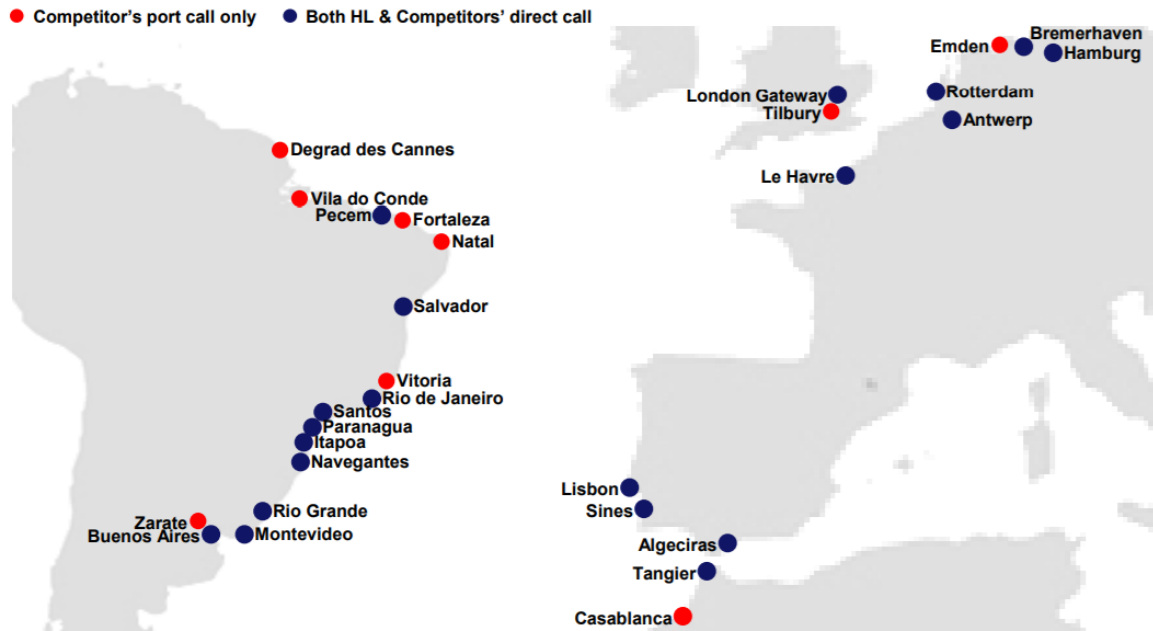 Competitor's port call only
Both HL & Competitors' direct call
Degrad des Cannes
Vila do Conde
Pecem
Fortaleza
Natal
Salvador
Vitoria
Rio de Janeiro
Santos
Paranagua
Itapoa
Navegantes
Rio Grande
Zarate
Buenos Aires
Montevideo
Emden
Bremerhaven
Hamburg
London Gateway
Rotterdam
Tilbury
Antwerp
Le Havre
Lisbon
Sines
Algeciras
Tangier
Casablanca